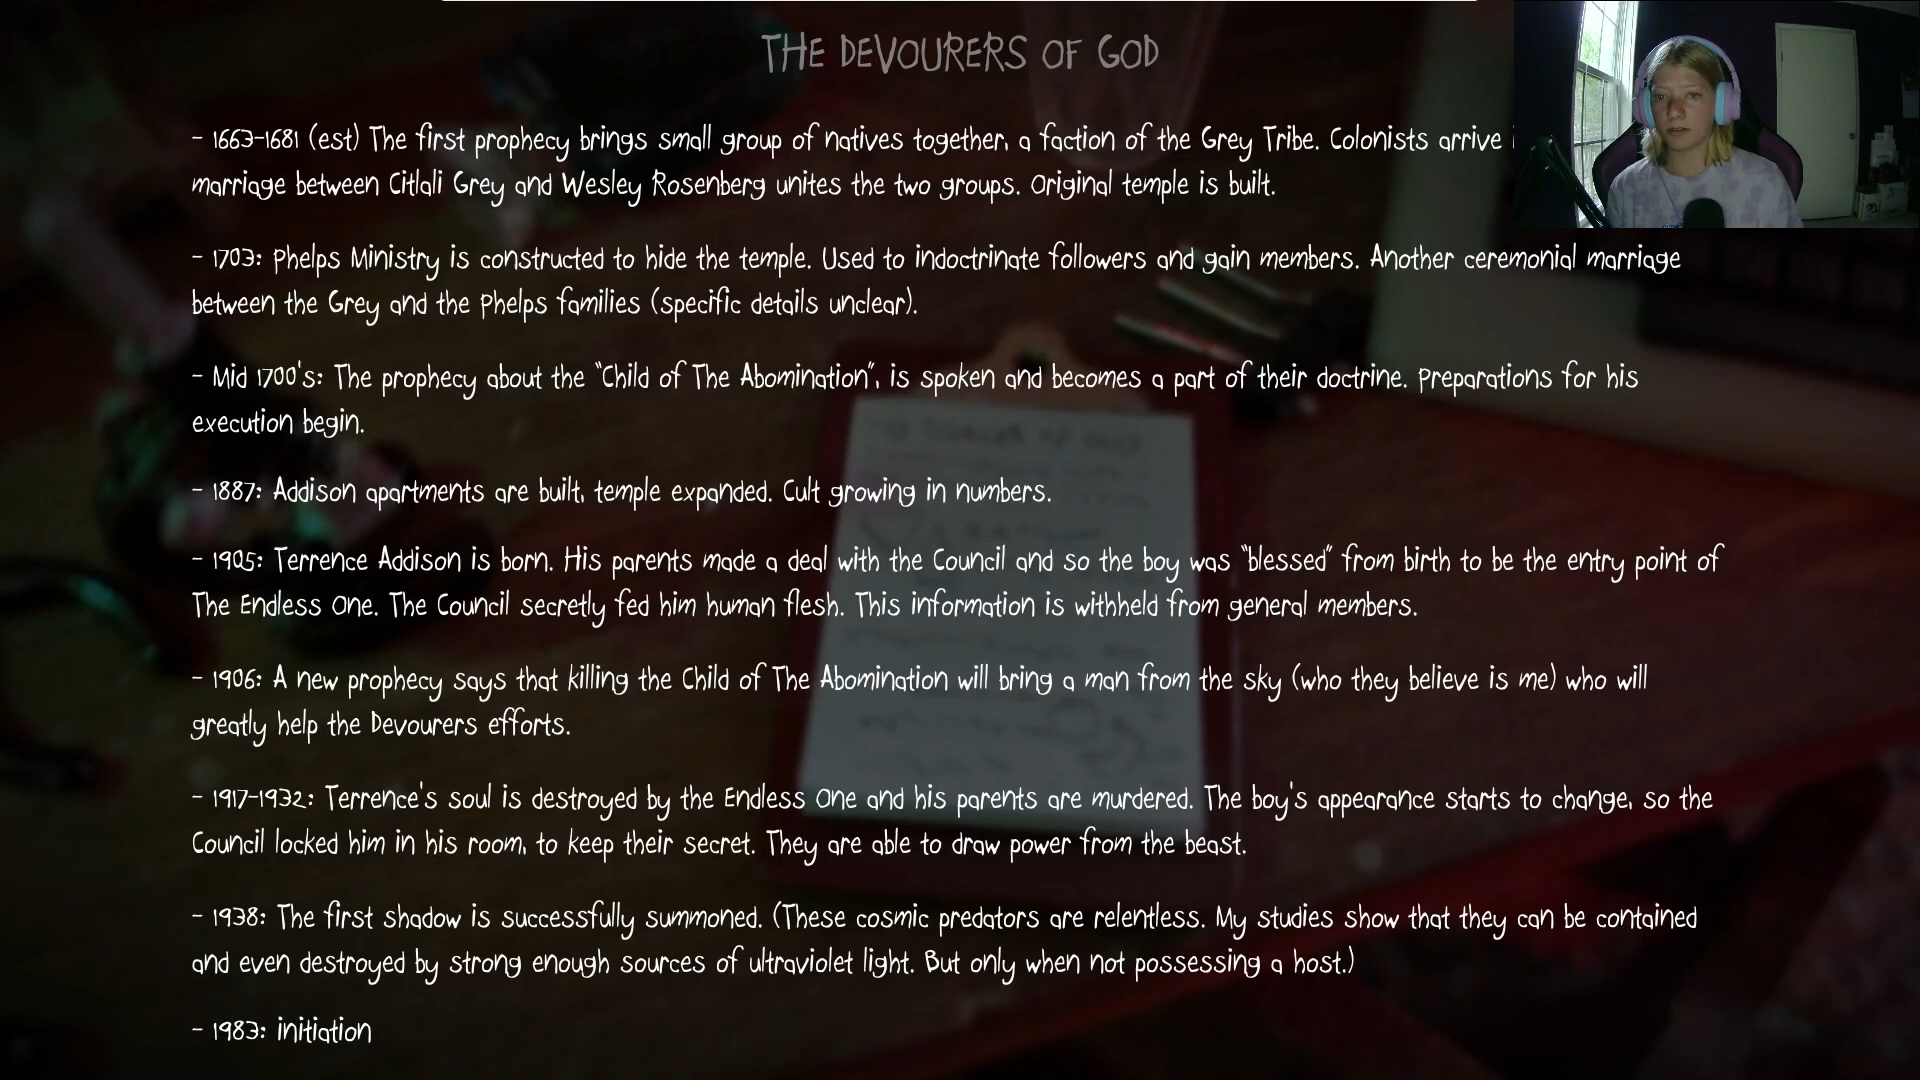 THE DEVOURERS OF GOD
- 1663-1681 (est) The first prophecy brings small group of natives together, a faction of the Grey Tribe. Colonists arrive
marriage between Citlali Grey and Wesley Rosenberg unites the two groups. Original temple is built.
- 1703: Phelps Ministry is constructed to hide the temple. Used to indoctrinate followers and gain members. Another ceremonial marriage
between the Grey and the Phelps families (specific details unclear).
- Mid 1700's: The prophecy about the "Child of The Abomination", is spoken and becomes a part of their doctrine. Preparations for his
execution begin.
- 1887: Addison apartments are built, temple expanded. Cult growing in numbers.
- 1905: Terrence Addison is born. His parents made a deal with the Council and so the boy was "blessed" from birth to be the entry point of
The Endless One. The Council secretly fed him human flesh. This information is withheld from general members.
- 1906: A new prophecy says that killing the Child of The Abomination will bring a man from the sky (who they believe is me) who will
greatly help the Devourers efforts.
- 1917-1932: Terrence's soul is destroyed by the Endless One and his parents are murdered. The boy's appearance starts to change, so the
Council locked him in his room, to keep their secret. They are able to draw power from the beast.
- 1938: The first shadow is successfully summoned. (These cosmic predators are relentless. My studies show that they can be contained
and even destroyed by strong enough sources of ultraviolet light. But only when not possessing a host.)
- 1983: initiation